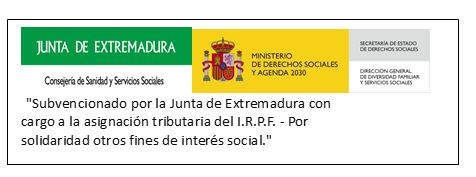 JUNTA DE EXTREMADURA
Consejería de Sanidad y Servicios Sociales
MINISTERIO
DE DERECHOS SOCIALES
Y AGENDA 2030
SECRETARÍA DE ESTADO
DE DERECHOS SOCIALES
DIRECCIÓN GENERAL
DE DIVERSIDAD FAMILIAR
Y SERVICIOS SOCIALES
"Subvencionado por la Junta de Extremadura con
cargo a la asignación tributaria del I.R.P.F. - Por
solidaridad otros fines de interés social."